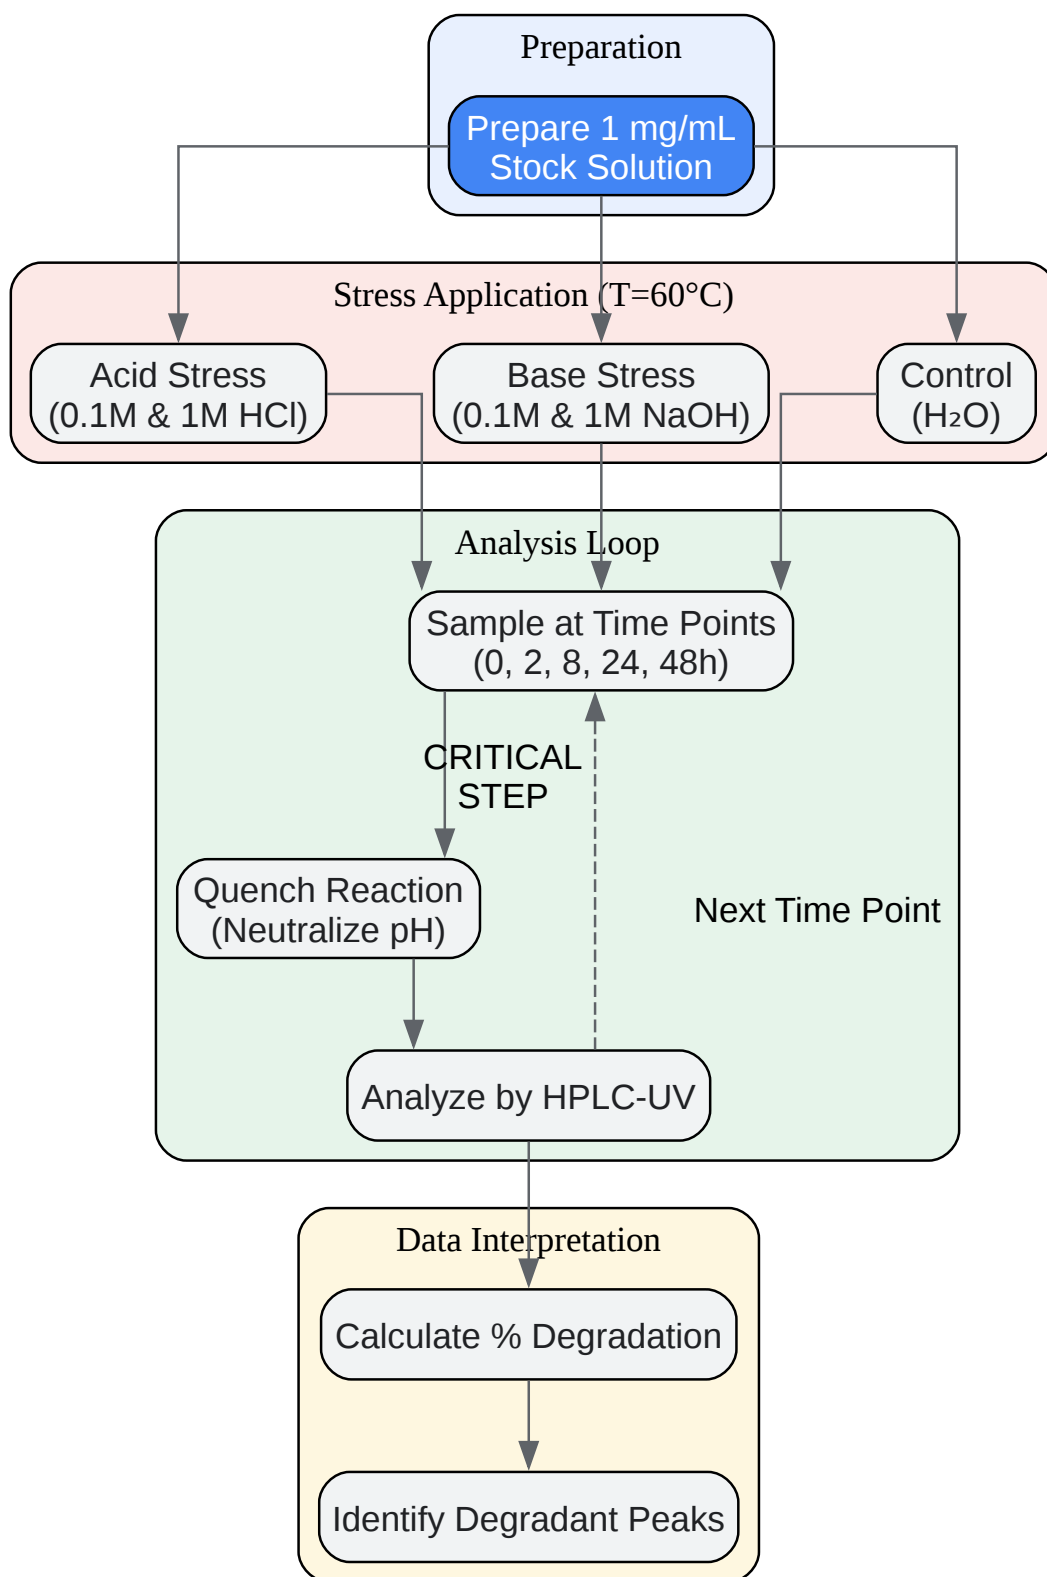 Preparation
Prepare 1 mg/mL
Stock Solution
Stress Application (T=60°C)
Acid Stress
(0.1M & 1M HCl)
Base Stress
(0.1M & 1M NaOH)
Control
(H₂O)
Analysis Loop
Sample at Time Points
(0, 2, 8, 24, 48h)
CRITICAL
STEP
Quench Reaction
(Neutralize pH)
Next Time Point
Analyze by HPLC-UV
Data Interpretation
Calculate % Degradation
Identify Degradant Peaks